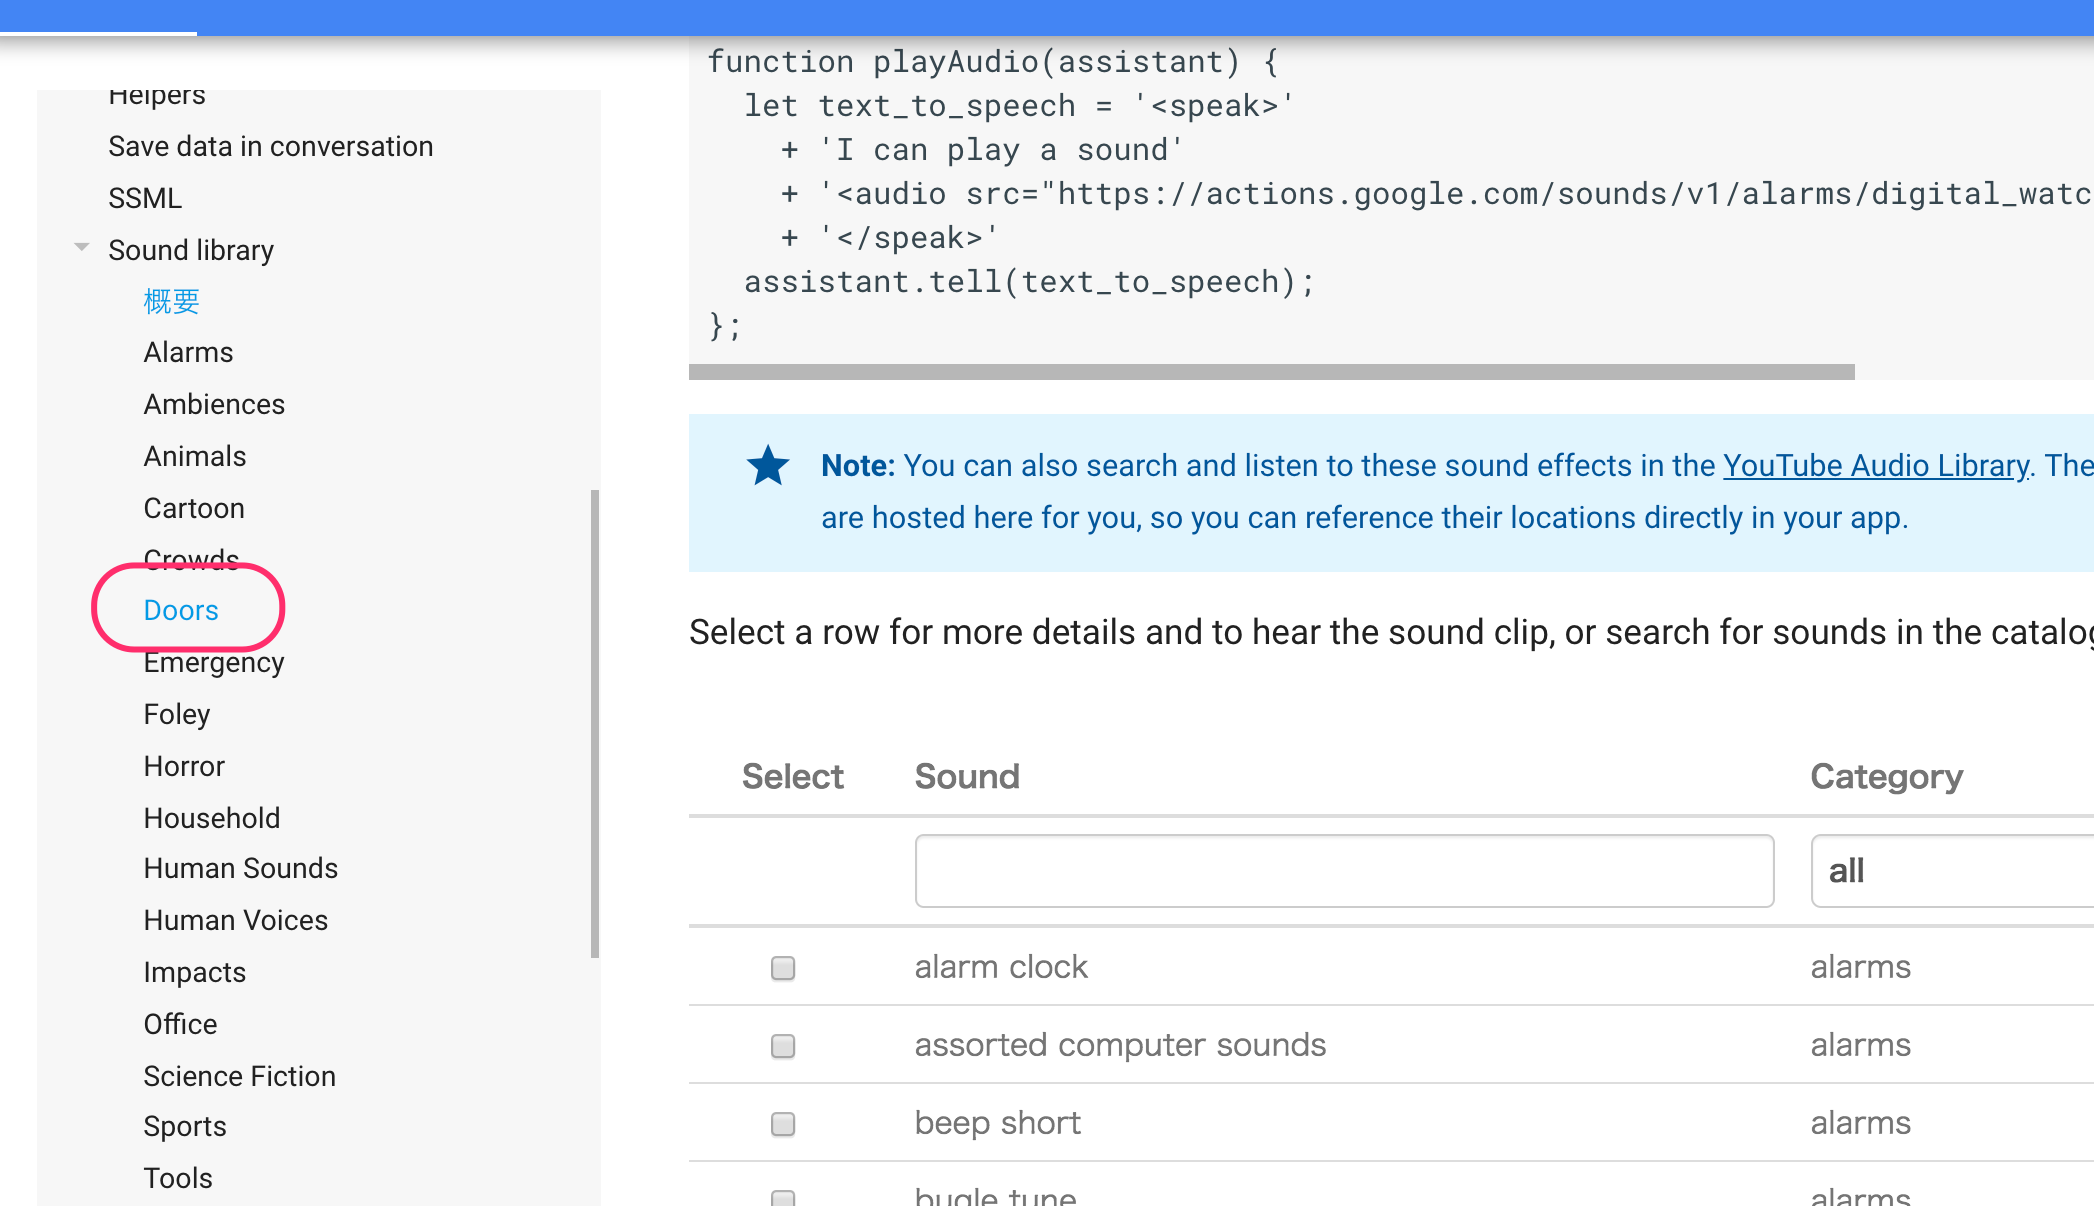 Helpers
Save data in conversation
SSML
Sound library
概要
Alarms
Ambiences
Animals
Cartoon
Crowds
Doors
Emergency
Foley
Horror
Household
Human Sounds
Human Voices
Impacts
Office
Science Fiction
Sports
Tools
function playAudio(assistant) {
  let text_to_speech = '<speak>'
    + 'I can play a sound'
    + '<audio src="https://actions.google.com/sounds/v1/alarms/digital_watc
    + '</speak>'
  assistant.tell(text_to_speech);
};
Note: You can also search and listen to these sound effects in the YouTube Audio Library. The
are hosted here for you, so you can reference their locations directly in your app.
Select a row for more details and to hear the sound clip, or search for sounds in the catalog
Select Sound Category
all
alarm clock alarms
assorted computer sounds alarms
beep short alarms
bugle tune alarms